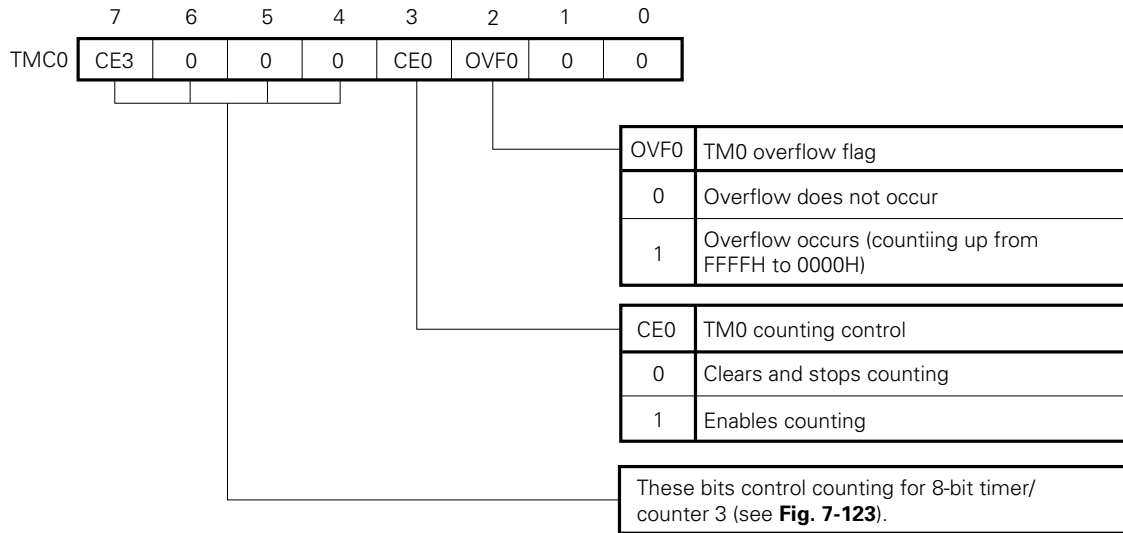 7 6 5 4 3 2 1 0
TMC0 CE3 0 0 0 CE0 OVF0 0 0
OVF0 TM0 overflow flag
0 Overflow does not occur
1 Overflow occurs (countiing up from
FFFFH to 0000H)
CE0 TM0 counting control
0 Clears and stops counting
1 Enables counting
These bits control counting for 8-bit timer/
counter 3 (see Fig. 7-123).